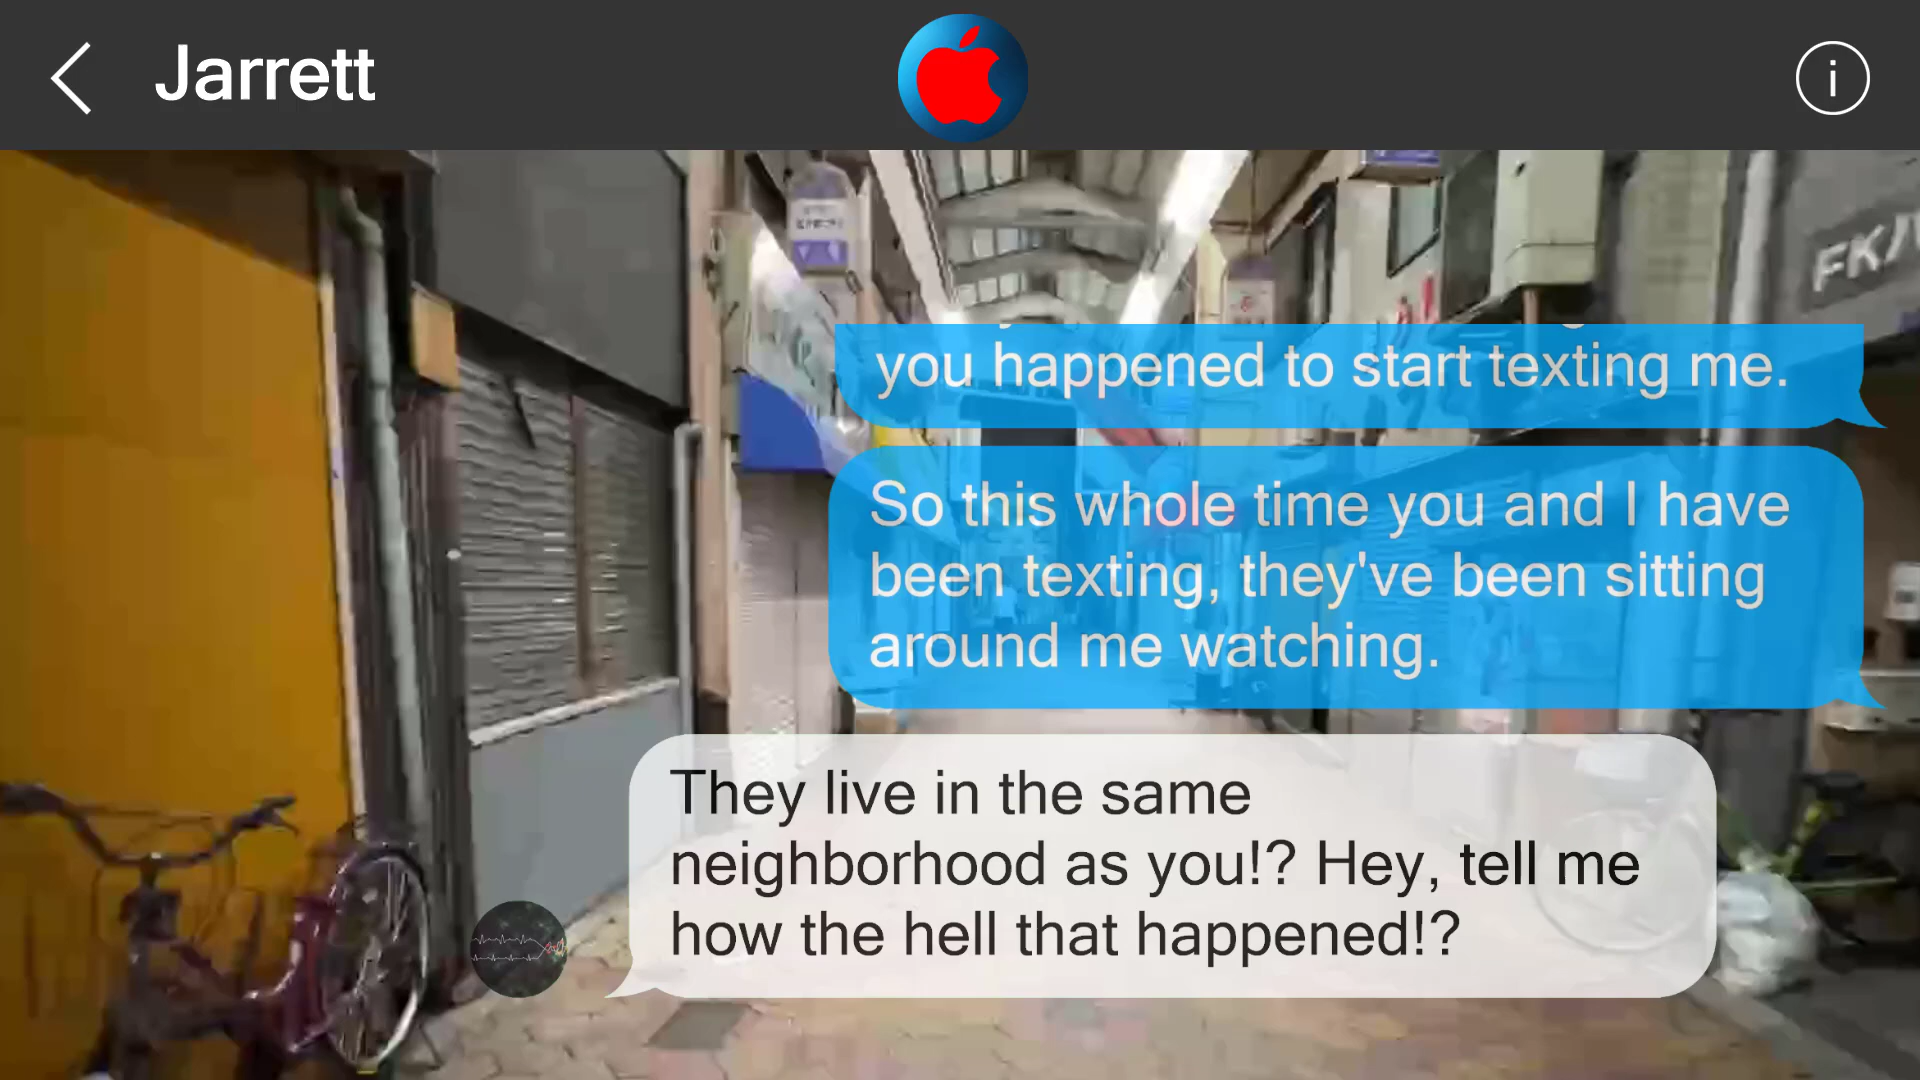 Jarrett
i
FK
you happened to start texting me.
So this whole time you and I have
been texting, they've been sitting
around me watching.
They live in the same
neighborhood as you!? Hey, tell me
how the hell that happened!?